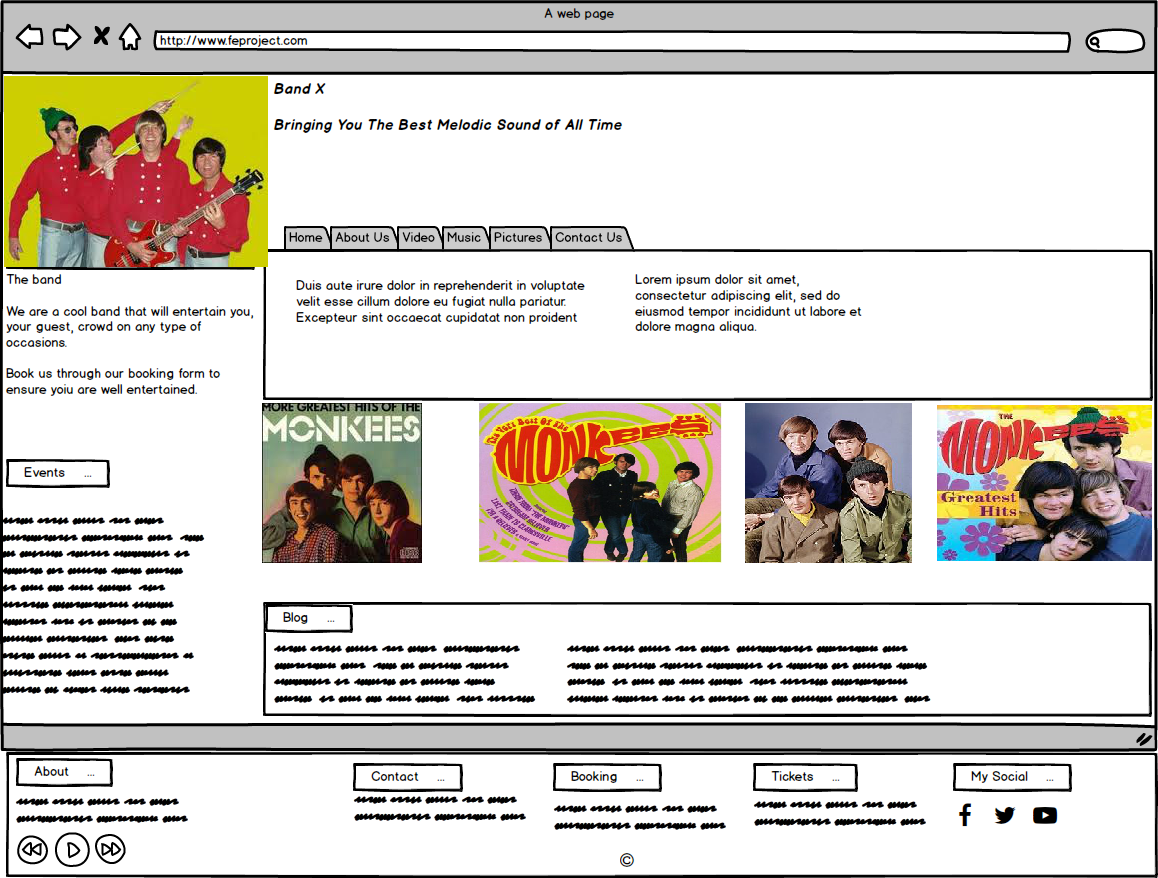 A web page
http://www.feproject.com
Band X
Bringing You The Best Melodic Sound of All Time
Home About Us Video Music Pictures Contact Us
The band
We are a cool band that will entertain you,
your guest, crowd on any type of
occasions.
Book us through our booking form to
ensure yoiu are well entertained.
Duis aute irure dolor in reprehenderit in voluptate
velit esse cillum dolore eu fugiat nulla pariatur.
Excepteur sint occaecat cupidatat non proident
Lorem ipsum dolor sit amet,
consectetur adipiscing elit, sed do
eiusmod tempor incididunt ut labore et
dolore magna aliqua.
MORE GREATEST HITS OF THE
MONKEES
The Very Best Of The
MONKEES
LAST TRAIN TO CLARKSVILLE
THE
MONKEES
Greatest
Hits
Events ...
Blog ...
About ...
Contact ...
Booking ...
Tickets ...
My Social ...
©